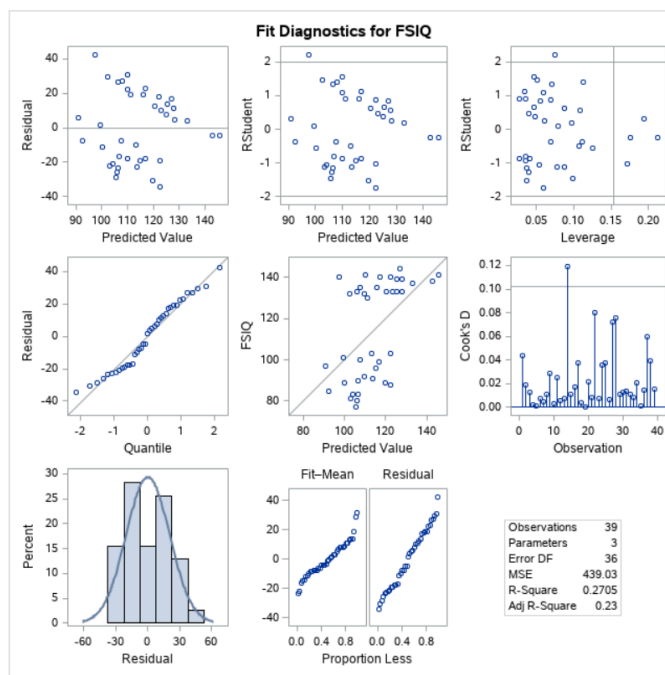 Fit Diagnostics for FSIQ
40
20
0
-20
-40
Residual
90 100 110 120 130 140
Predicted Value
2
1
0
-1
-2
RStudent
90 100 110 120 130 140
Predicted Value
2
1
0
-1
-2
RStudent
0.05 0.10 0.15 0.20
Leverage
40
20
0
-20
-40
Residual
-2 -1 0 1 2
Quantile
140
120
100
80
FSIQ
80 100 120 140
Predicted Value
0.12
0.10
0.08
0.06
0.04
0.02
0.00
Cook's D
0 10 20 30 40
Observation
30
25
20
15
10
5
0
Percent
-60 -30 0 30 60
Residual
Fit–Mean Residual
40
20
0
-20
-40
0.0 0.4 0.8 0.0 0.4 0.8
Proportion Less
Observations 39
Parameters 3
Error DF 36
MSE 439.03
R-Square 0.2705
Adj R-Square 0.23